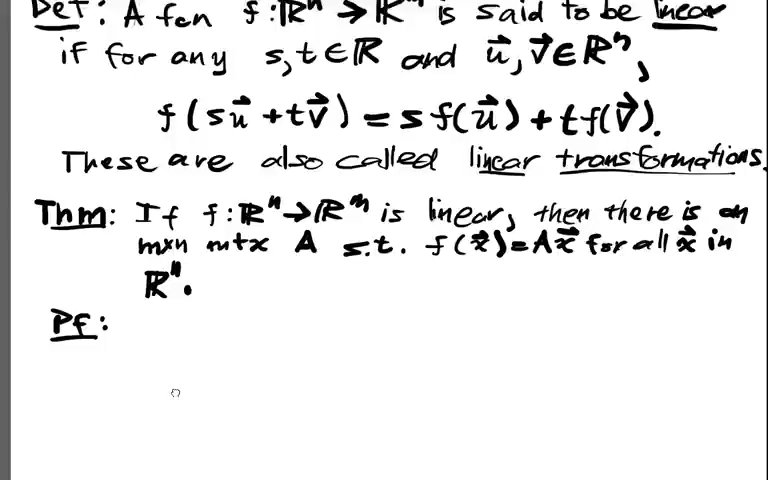 Def: A fcn f: ℝⁿ → ℝᵐ is said to be linear
if for any s, t ∈ ℝ and u⃗, v⃗ ∈ ℝⁿ,
f(su⃗ + tv⃗) = s f(u⃗) + t f(v⃗).
These are also called linear transformations.
Thm: If f: ℝⁿ → ℝᵐ is linear, then there is an
m×n mtx A s.t. f(x⃗) = Ax⃗ for all x⃗ in
ℝⁿ.
Pf: